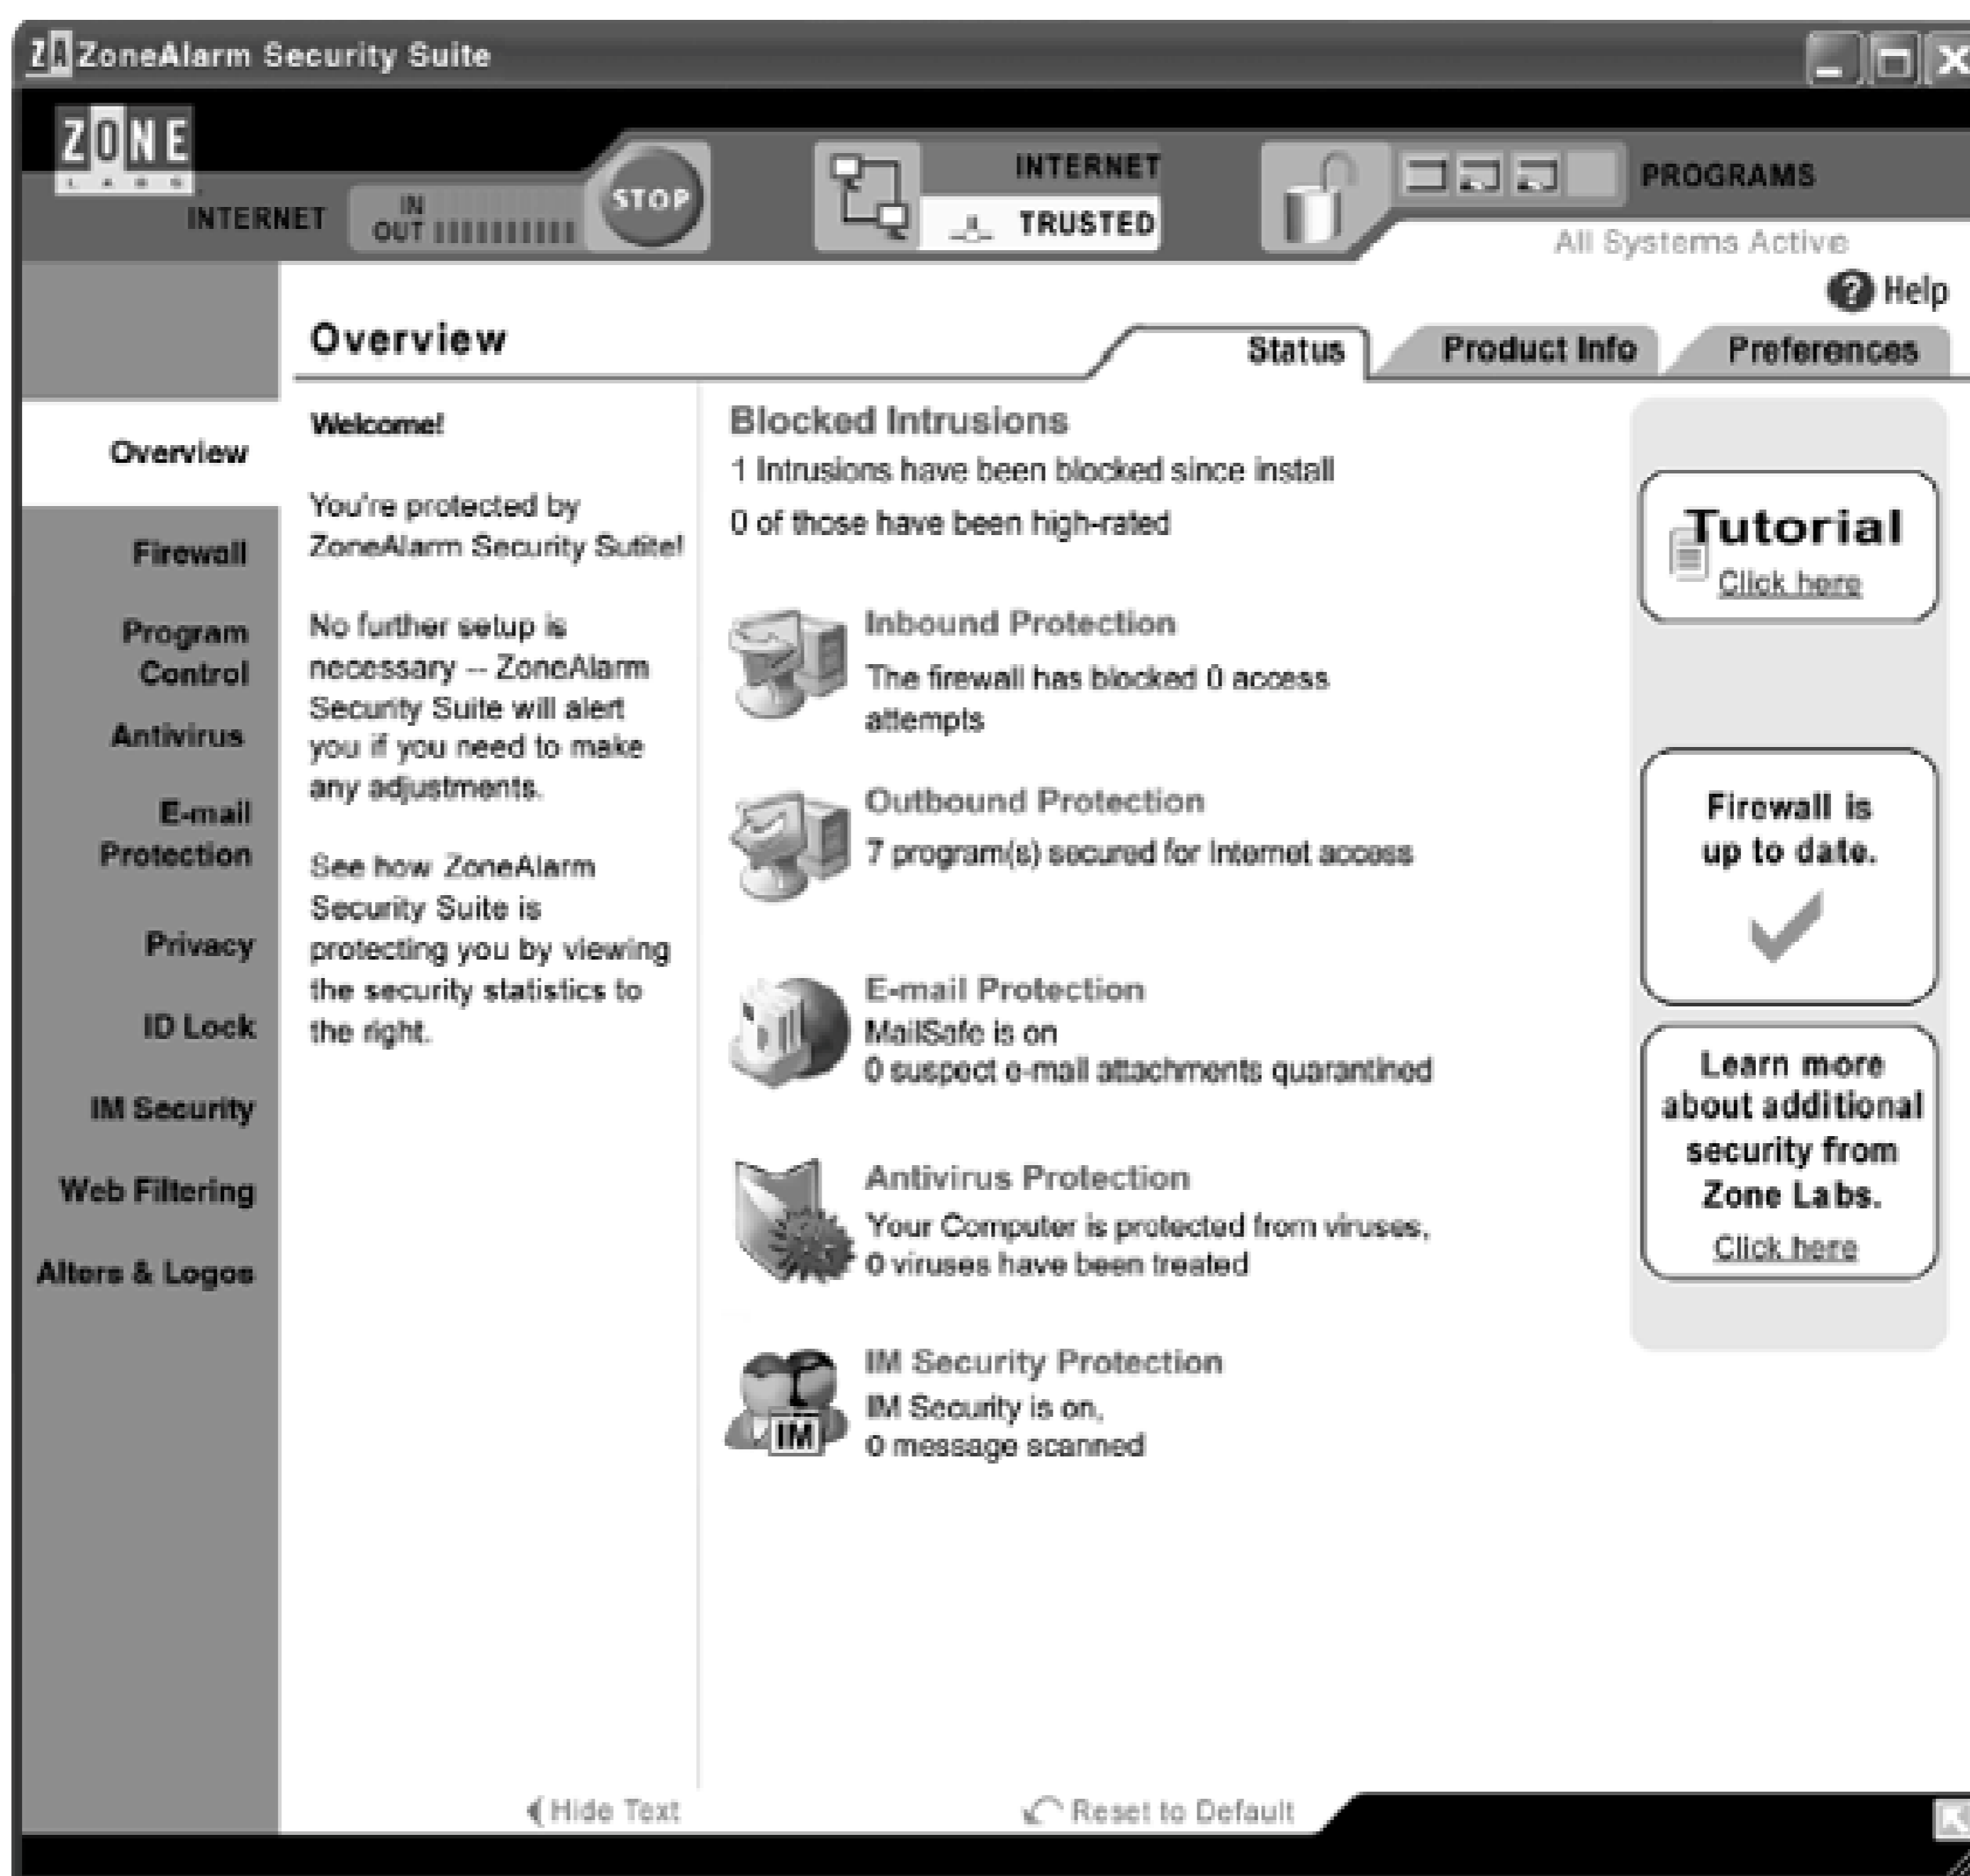 ZA ZoneAlarm Security Suite
ZONE
LABS
INTERNET
IN
OUT
STOP
INTERNET
TRUSTED
PROGRAMS
All Systems Active
? Help
Overview
Status
Product Info
Preferences
Overview
Firewall
Program
Control
Antivirus
E-mail
Protection
Privacy
ID Lock
IM Security
Web Filtering
Alters & Logos
Welcome!
You're protected by
ZoneAlarm Security Sutite!
No further setup is
necessary -- ZoneAlarm
Security Suite will alert
you if you need to make
any adjustments.
See how ZoneAlarm
Security Suite is
protecting you by viewing
the security statistics to
the right.
Blocked Intrusions
1 Intrusions have been blocked since install
0 of those have been high-rated
Inbound Protection
The firewall has blocked 0 access
attempts
Outbound Protection
7 program(s) secured for Internet access
E-mail Protection
MailSafe is on
0 suspect e-mail attachments quarantined
Antivirus Protection
Your Computer is protected from viruses,
0 viruses have been treated
IM
IM Security Protection
IM Security is on,
0 message scanned
Tutorial
Click here
Firewall is
up to date.
Learn more
about additional
security from
Zone Labs.
Click here
Hide Text
Reset to Default